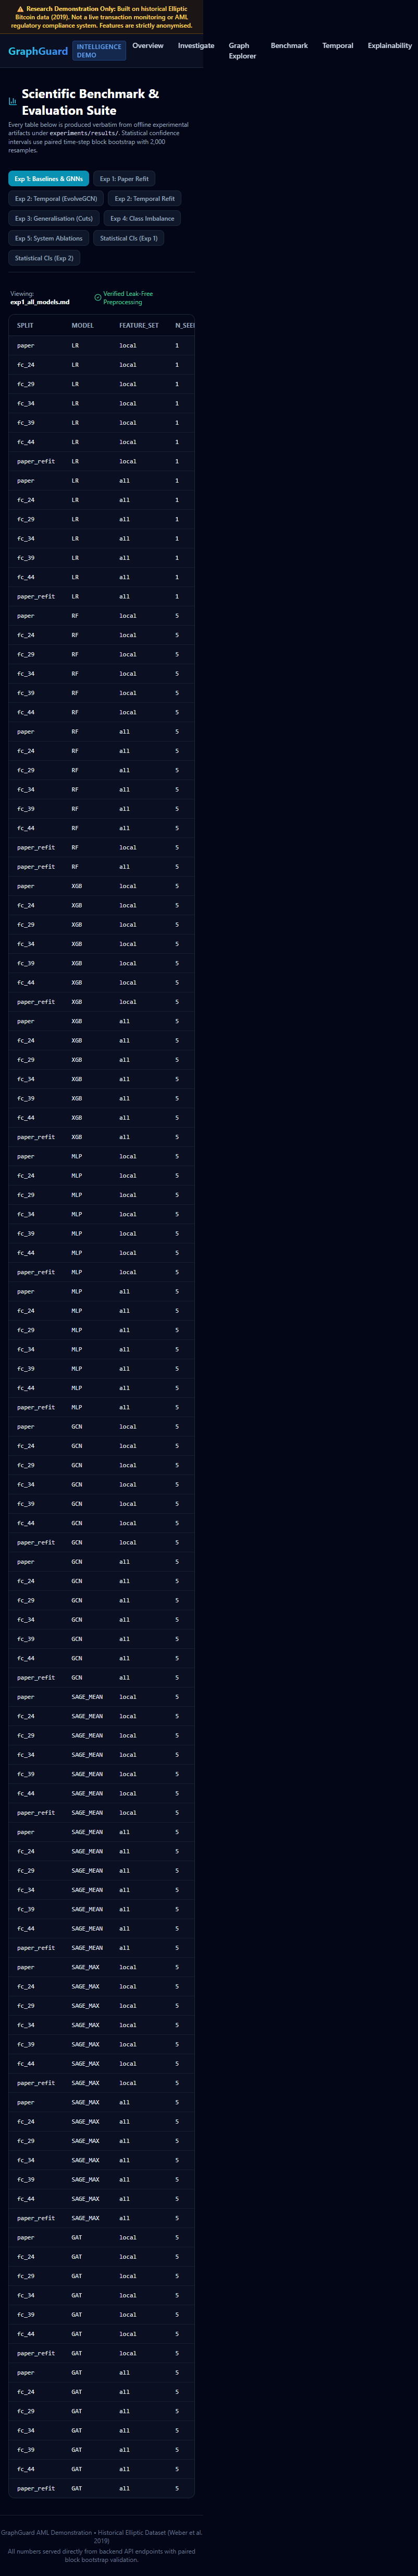 ⚠ Research Demonstration Only: Built on historical Elliptic
Bitcoin data (2019). Not a live transaction monitoring or AML
regulatory compliance system. Features are strictly anonymised.
GraphGuard INTELLIGENCE DEMO Overview Investigate Graph Explorer Benchmark Temporal Explainability
Scientific Benchmark &
Evaluation Suite
Every table below is produced verbatim from offline experimental
artifacts under experiments/results/. Statistical confidence
intervals use paired time-step block bootstrap with 2,000
resamples.
Exp 1: Baselines & GNNs Exp 1: Paper Refit
Exp 2: Temporal (EvolveGCN) Exp 2: Temporal Refit
Exp 3: Generalisation (Cuts) Exp 4: Class Imbalance
Exp 5: System Ablations Statistical CIs (Exp 1)
Statistical CIs (Exp 2)
Viewing:
exp1_all_models.md
Verified Leak-Free
Preprocessing
SPLIT MODEL FEATURE_SET N_SEE
paper LR local 1
fc_24 LR local 1
fc_29 LR local 1
fc_34 LR local 1
fc_39 LR local 1
fc_44 LR local 1
paper_refit LR local 1
paper LR all 1
fc_24 LR all 1
fc_29 LR all 1
fc_34 LR all 1
fc_39 LR all 1
fc_44 LR all 1
paper_refit LR all 1
paper RF local 5
fc_24 RF local 5
fc_29 RF local 5
fc_34 RF local 5
fc_39 RF local 5
fc_44 RF local 5
paper RF all 5
fc_24 RF all 5
fc_29 RF all 5
fc_34 RF all 5
fc_39 RF all 5
fc_44 RF all 5
paper_refit RF local 5
paper_refit RF all 5
paper XGB local 5
fc_24 XGB local 5
fc_29 XGB local 5
fc_34 XGB local 5
fc_39 XGB local 5
fc_44 XGB local 5
paper_refit XGB local 5
paper XGB all 5
fc_24 XGB all 5
fc_29 XGB all 5
fc_34 XGB all 5
fc_39 XGB all 5
fc_44 XGB all 5
paper_refit XGB all 5
paper MLP local 5
fc_24 MLP local 5
fc_29 MLP local 5
fc_34 MLP local 5
fc_39 MLP local 5
fc_44 MLP local 5
paper_refit MLP local 5
paper MLP all 5
fc_24 MLP all 5
fc_29 MLP all 5
fc_34 MLP all 5
fc_39 MLP all 5
fc_44 MLP all 5
paper_refit MLP all 5
paper GCN local 5
fc_24 GCN local 5
fc_29 GCN local 5
fc_34 GCN local 5
fc_39 GCN local 5
fc_44 GCN local 5
paper_refit GCN local 5
paper GCN all 5
fc_24 GCN all 5
fc_29 GCN all 5
fc_34 GCN all 5
fc_39 GCN all 5
fc_44 GCN all 5
paper_refit GCN all 5
paper SAGE_MEAN local 5
fc_24 SAGE_MEAN local 5
fc_29 SAGE_MEAN local 5
fc_34 SAGE_MEAN local 5
fc_39 SAGE_MEAN local 5
fc_44 SAGE_MEAN local 5
paper_refit SAGE_MEAN local 5
paper SAGE_MEAN all 5
fc_24 SAGE_MEAN all 5
fc_29 SAGE_MEAN all 5
fc_34 SAGE_MEAN all 5
fc_39 SAGE_MEAN all 5
fc_44 SAGE_MEAN all 5
paper_refit SAGE_MEAN all 5
paper SAGE_MAX local 5
fc_24 SAGE_MAX local 5
fc_29 SAGE_MAX local 5
fc_34 SAGE_MAX local 5
fc_39 SAGE_MAX local 5
fc_44 SAGE_MAX local 5
paper_refit SAGE_MAX local 5
paper SAGE_MAX all 5
fc_24 SAGE_MAX all 5
fc_29 SAGE_MAX all 5
fc_34 SAGE_MAX all 5
fc_39 SAGE_MAX all 5
fc_44 SAGE_MAX all 5
paper_refit SAGE_MAX all 5
paper GAT local 5
fc_24 GAT local 5
fc_29 GAT local 5
fc_34 GAT local 5
fc_39 GAT local 5
fc_44 GAT local 5
paper_refit GAT local 5
paper GAT all 5
fc_24 GAT all 5
fc_29 GAT all 5
fc_34 GAT all 5
fc_39 GAT all 5
fc_44 GAT all 5
paper_refit GAT all 5
GraphGuard AML Demonstration • Historical Elliptic Dataset (Weber et al.
2019)
All numbers served directly from backend API endpoints with paired
block bootstrap validation.